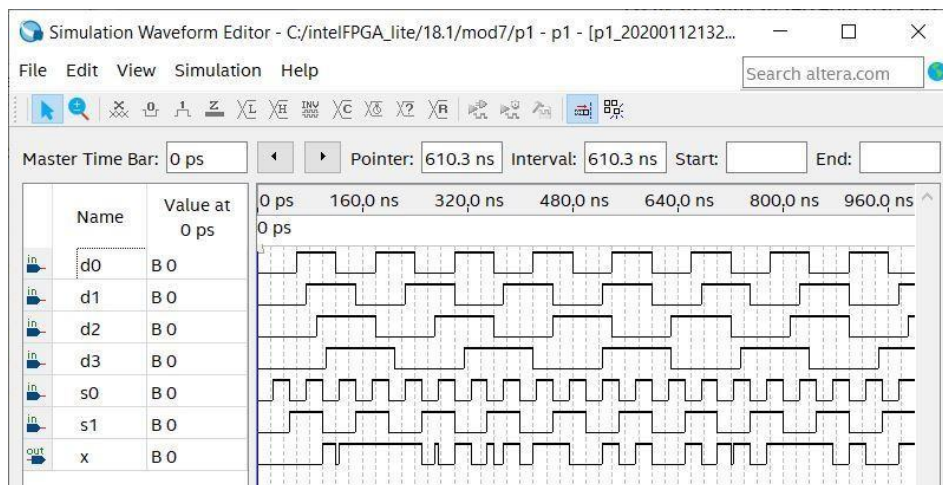 Simulation Waveform Editor - C:/intelFPGA_lite/18.1/mod7/p1 - p1 - [p1_20200112132...
File Edit View Simulation Help
Search altera.com
Master Time Bar: 0 ps Pointer: 610.3 ns Interval: 610.3 ns Start: End:
Name Value at 0 ps
0 ps 160.0 ns 320.0 ns 480.0 ns 640.0 ns 800.0 ns 960.0 ns
0 ps
in d0 B 0
in d1 B 0
in d2 B 0
in d3 B 0
in s0 B 0
in s1 B 0
out x B 0